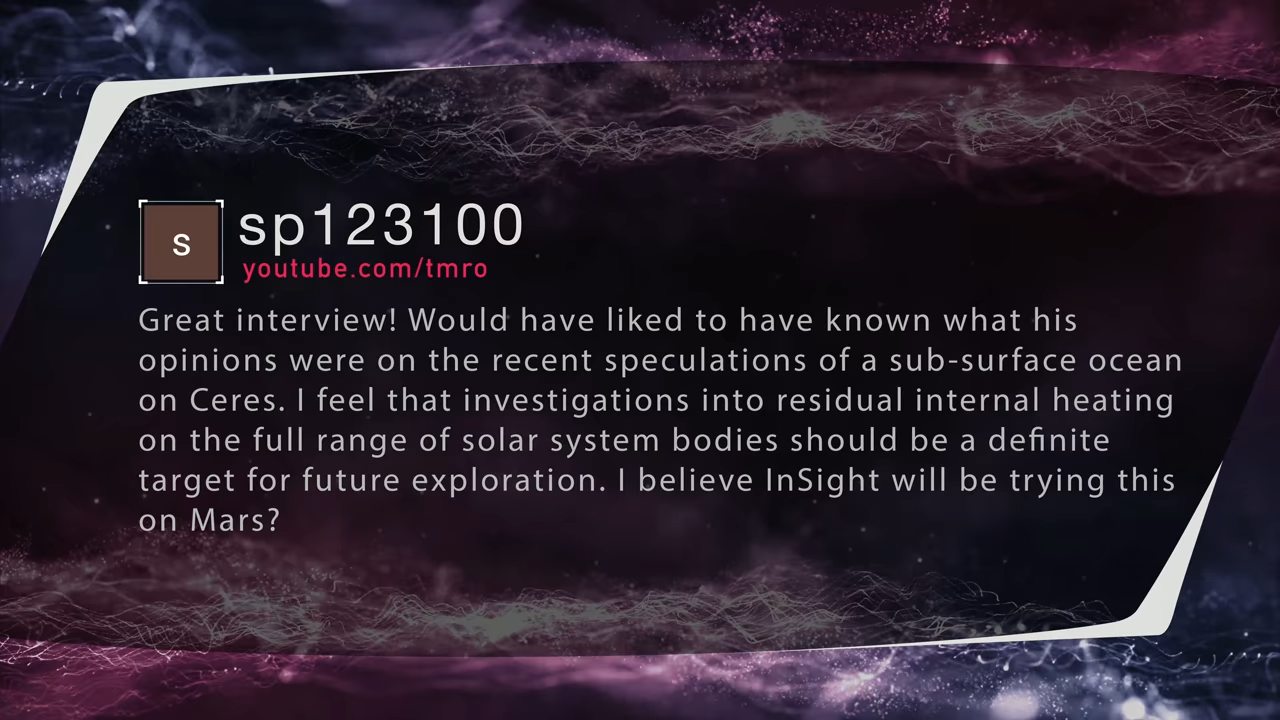 s
sp123100
youtube.com/tmro
Great interview! Would have liked to have known what his
opinions were on the recent speculations of a sub-surface ocean
on Ceres. I feel that investigations into residual internal heating
on the full range of solar system bodies should be a definite
target for future exploration. I believe InSight will be trying this
on Mars?